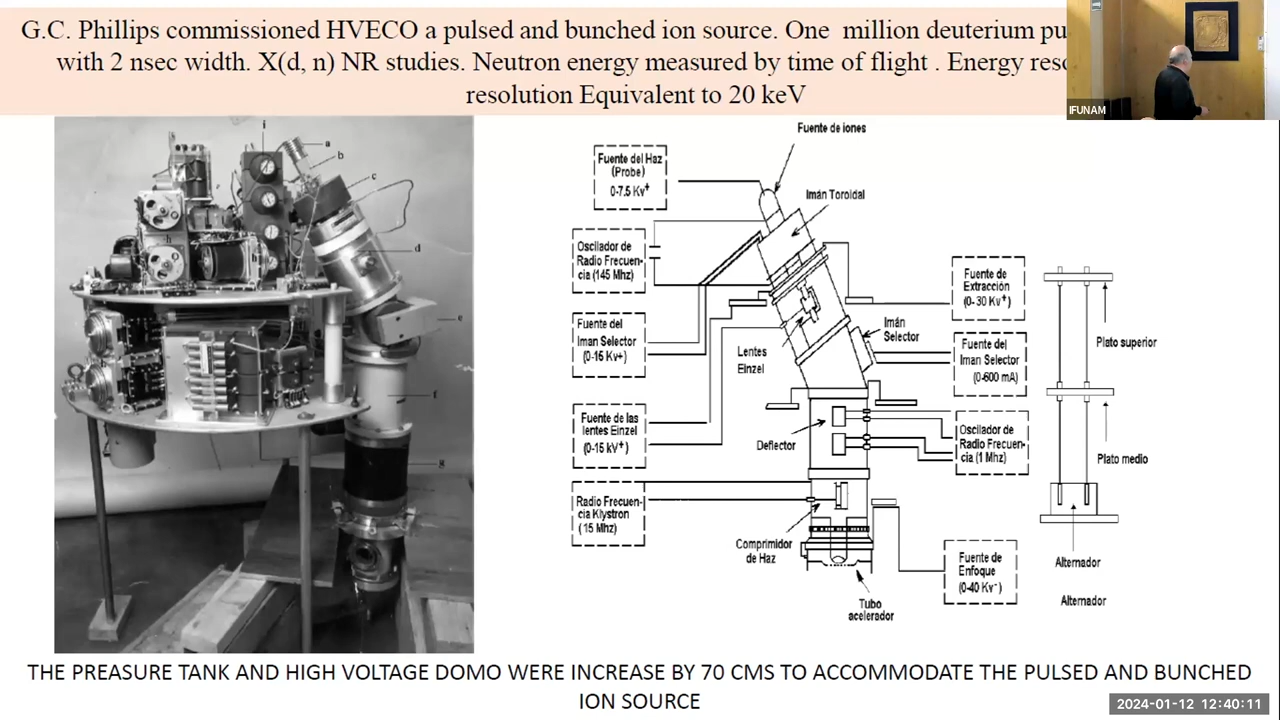 G.C. Phillips commissioned HVECO a pulsed and bunched ion source. One million deuterium
with 2 nsec width. X(d, n) NR studies. Neutron energy measured by time of flight . Energy
resolution Equivalent to 20 keV
IFUNAM
i
a
b
c
d
h
e
f
g
Fuente de iones
Fuente del Haz
(Probe)
0-7.5 Kv+
Imán Toroidal
Oscilador de
Radio Frecuen-
cia (145 Mhz)
Fuente de
Extracción
(0- 30 Kv+)
Fuente del
Iman Selector
(0-15 Kv+)
Imán
Selector
Lentes
Einzel
Fuente del
Iman Selector
(0-600 mA)
Plato superior
Fuente de las
lentes Einzel
(0-15 kV+)
Deflector
Oscilador de
Radio Frecuen-
cia (1 Mhz)
Plato medio
Radio Frecuen-
cia Klystron
(15 Mhz)
Comprimidor
de Haz
Fuente de
Enfoque
(0-40 Kv-)
Alternador
Alternador
Tubo
acelerador
THE PREASURE TANK AND HIGH VOLTAGE DOMO WERE INCREASE BY 70 CMS TO ACCOMMODATE THE PULSED AND BUNCHED
ION SOURCE
2024-01-12 12:40:11